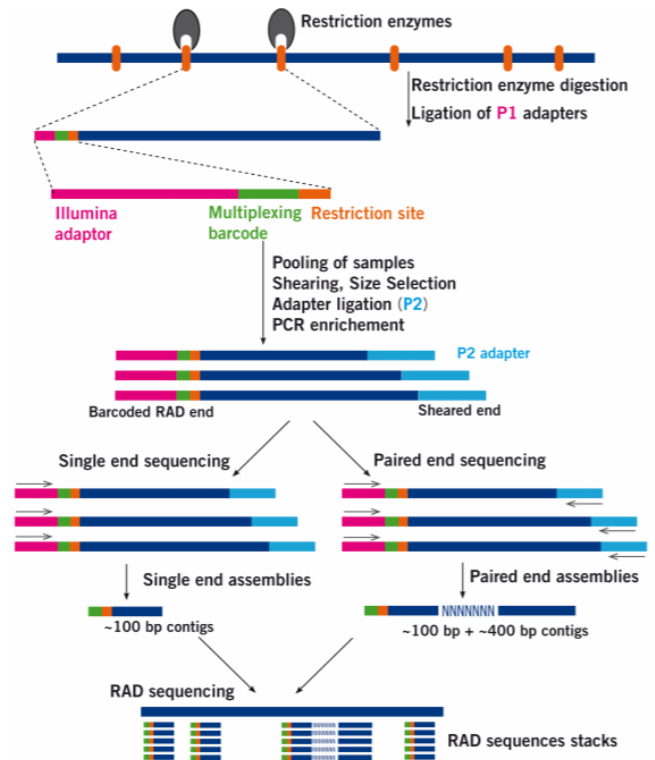 Restriction enzymes
Restriction enzyme digestion
Ligation of P1 adapters
Illumina
adaptor
Multiplexing
barcode
Restriction site
Pooling of samples
Shearing, Size Selection
Adapter ligation (P2)
PCR enrichement
P2 adapter
Barcoded RAD end
Sheared end
Single end sequencing
Paired end sequencing
Single end assemblies
Paired end assemblies
NNNNNNN
~100 bp contigs
~100 bp + ~400 bp contigs
RAD sequencing
RAD sequences stacks